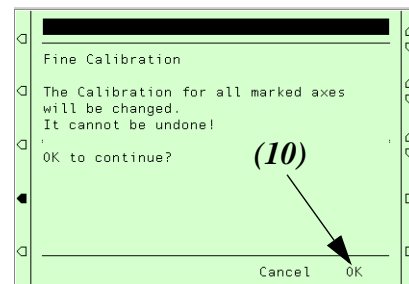 Fine Calibration
The Calibration for all marked axes
will be changed.
It cannot be undone!
OK to continue?
(10)
Cancel OK